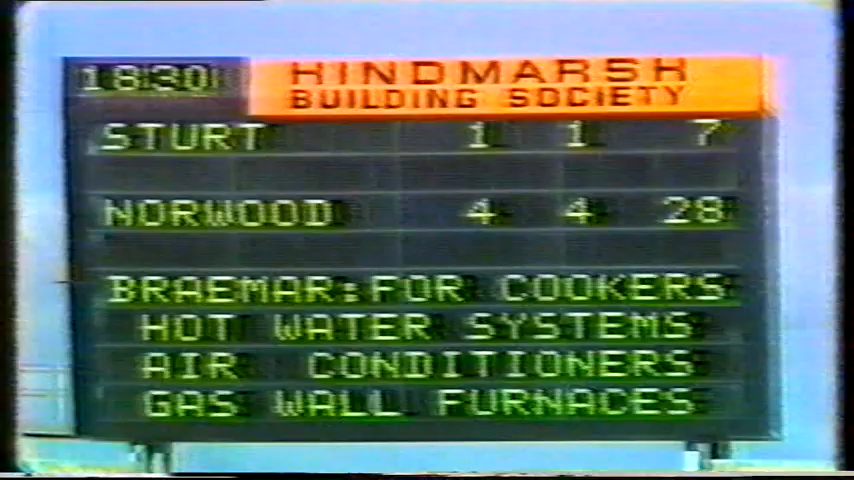 18:30 HINDMARSH
BUILDING SOCIETY
STURT 1 1 7
NORWOOD 4 4 28
BRAEMAR:FOR COOKERS
HOT WATER SYSTEMS
AIR CONDITIONERS
GAS WALL FURNACES